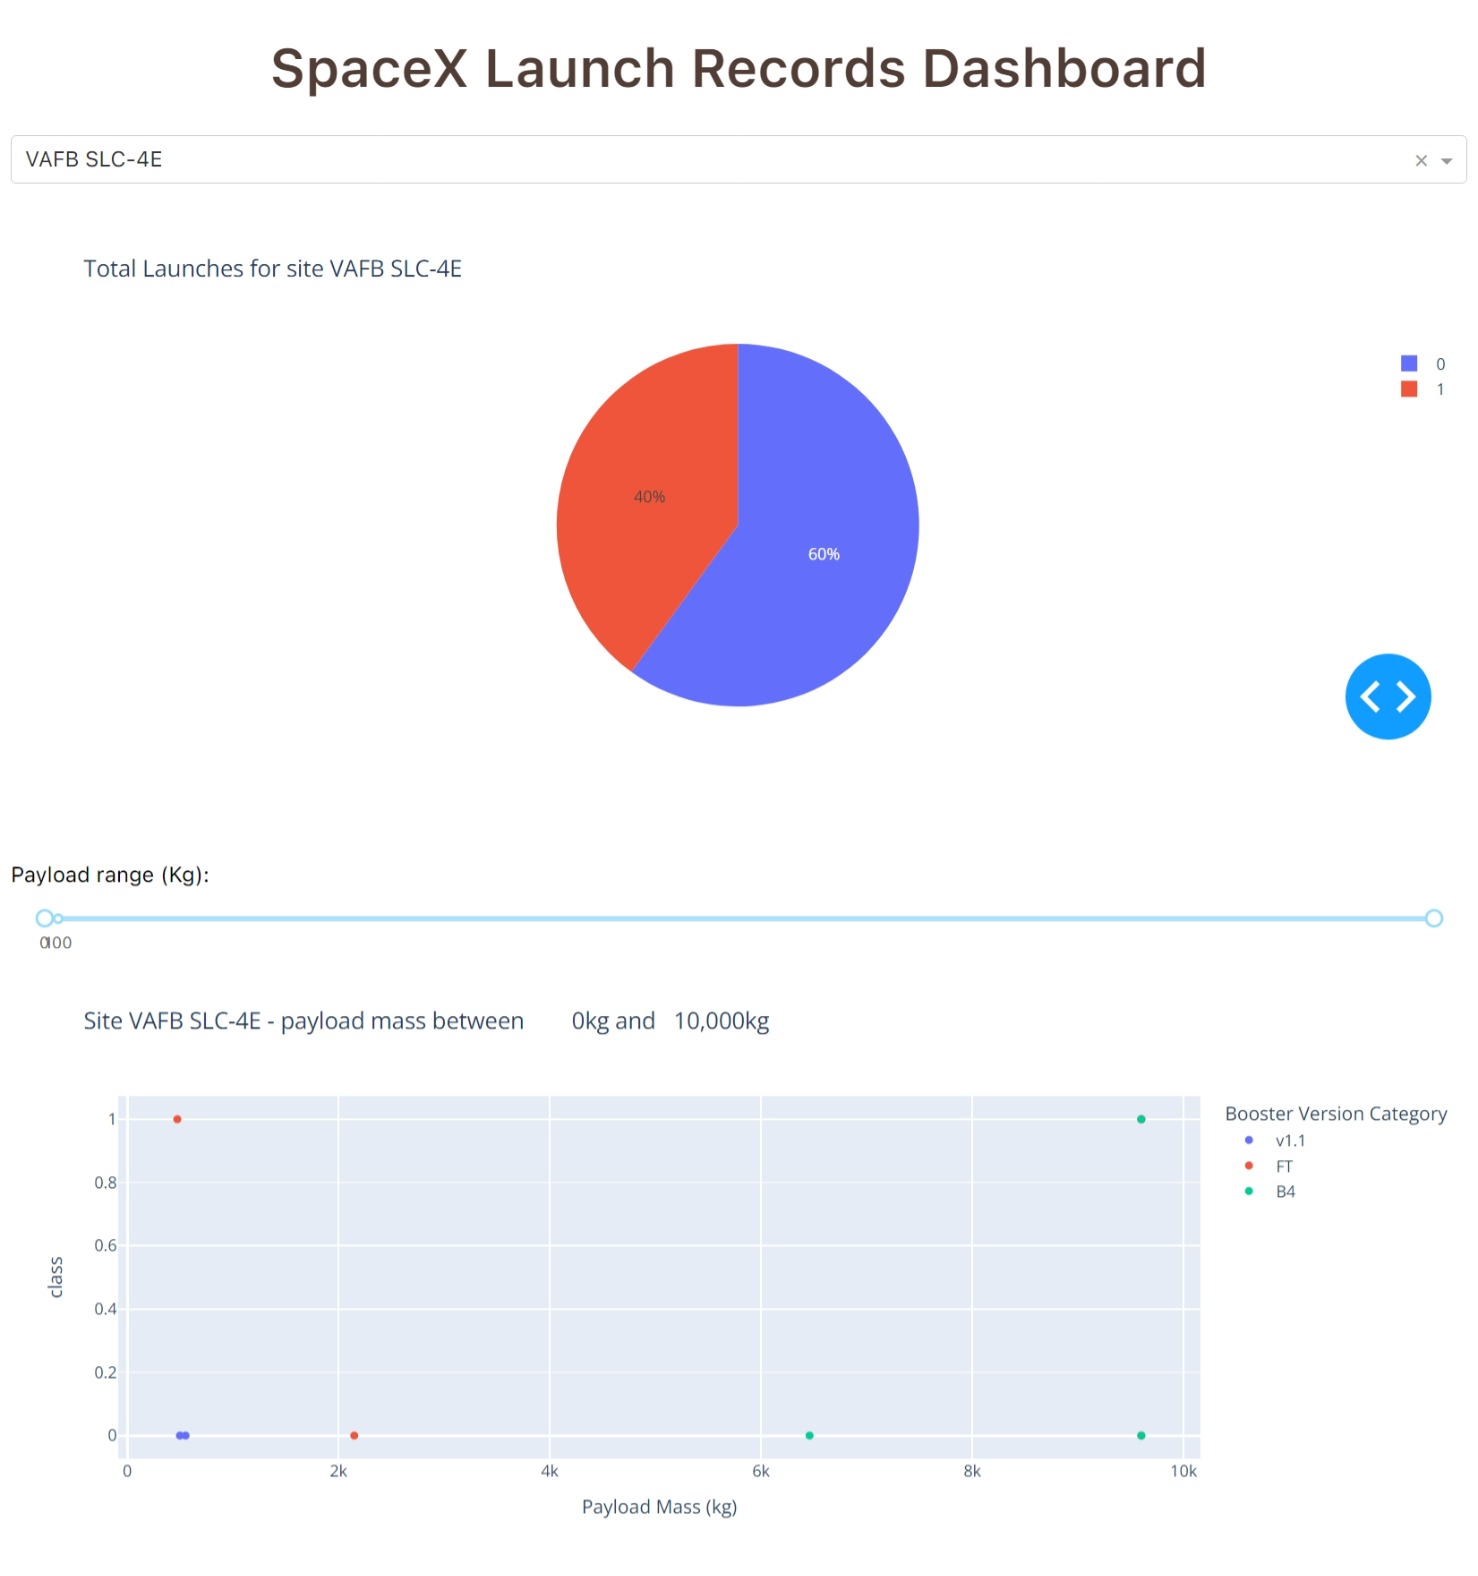 SpaceX Launch Records Dashboard
VAFB SLC-4E
Total Launches for site VAFB SLC-4E
0
1
40%
60%
Payload range (Kg):
0
100
Site VAFB SLC-4E - payload mass between 0kg and 10,000kg
Booster Version Category
v1.1
FT
B4
1
0.8
0.6
0.4
0.2
0
class
0 2k 4k 6k 8k 10k
Payload Mass (kg)